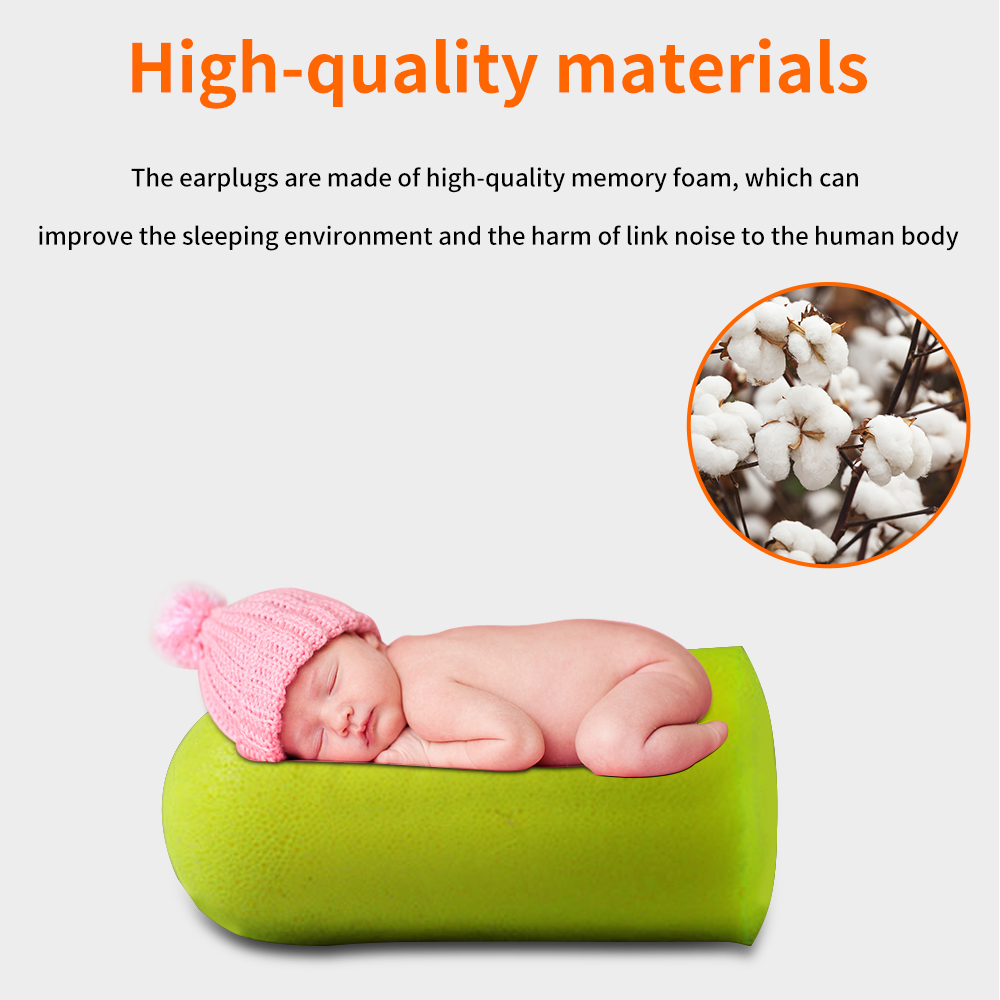 High-quality materials
The earplugs are made of high-quality memory foam, which can
improve the sleeping environment and the harm of link noise to the human body